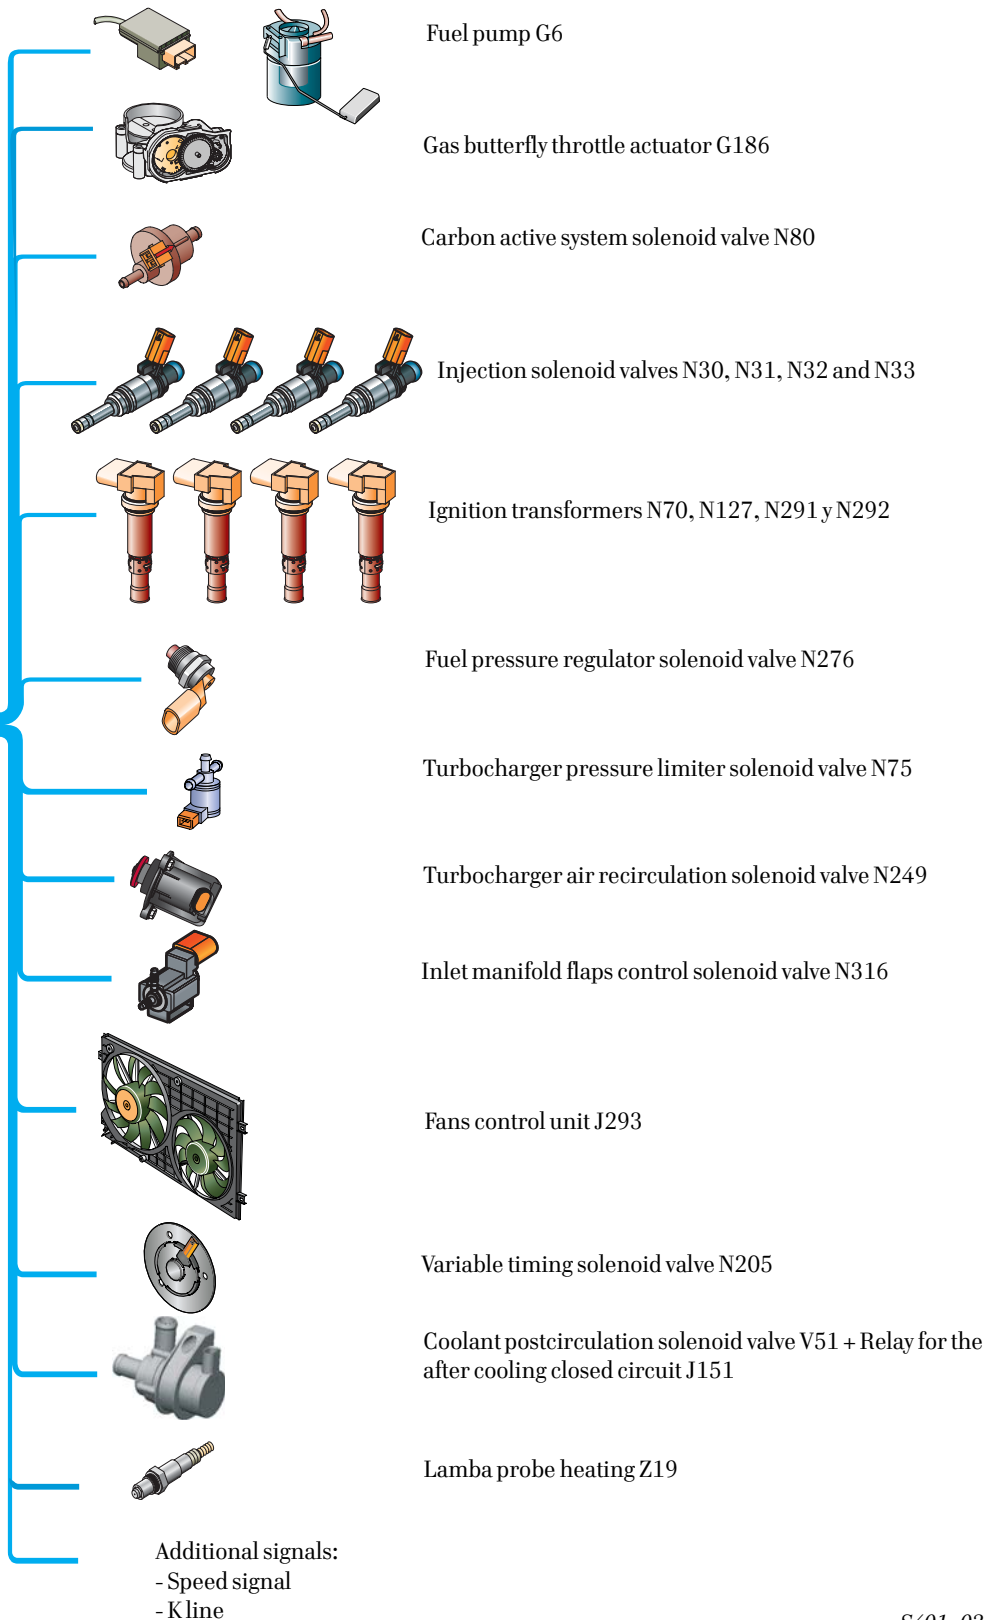 Fuel pump G6
Gas butterfly throttle actuator G186
Carbon active system solenoid valve N80
Injection solenoid valves N30, N31, N32 and N33
Ignition transformers N70, N127, N291 y N292
Fuel pressure regulator solenoid valve N276
Turbocharger pressure limiter solenoid valve N75
Turbocharger air recirculation solenoid valve N249
Inlet manifold flaps control solenoid valve N316
Fans control unit J293
Variable timing solenoid valve N205
Coolant postcirculation solenoid valve V51 + Relay for the
after cooling closed circuit J151
Lamba probe heating Z19
Additional signals:
- Speed signal
- K line